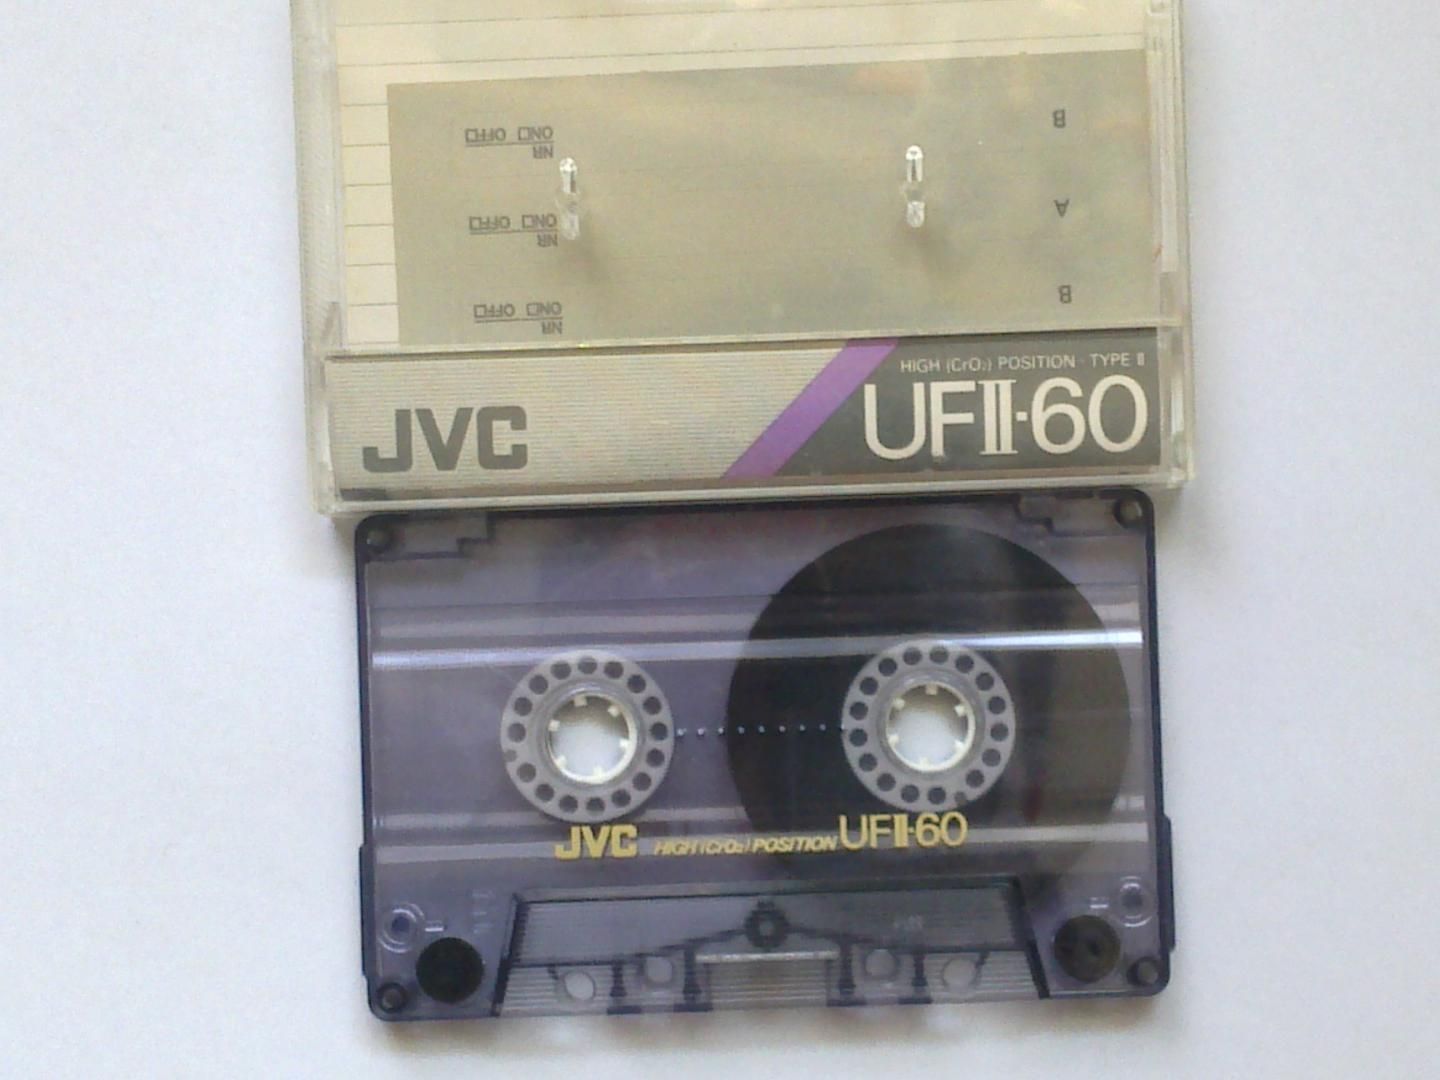 B
NR
ON□ OFF□
A
NR
ON□ OFF□
B
NR
ON□ OFF□
HIGH (CrO₂) POSITION · TYPE II
JVC UFII·60
JVC HIGH (CrO₂) POSITION UFII·60